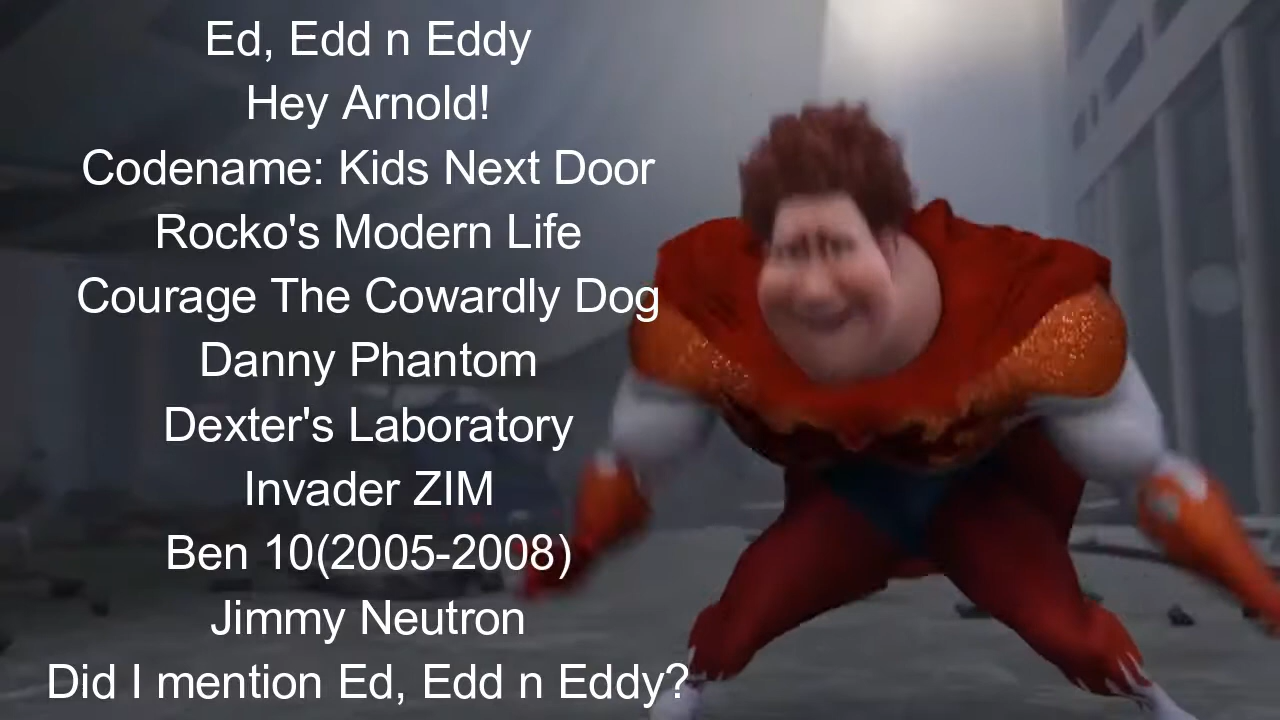 Ed, Edd n Eddy
Hey Arnold!
Codename: Kids Next Door
Rocko's Modern Life
Courage The Cowardly Dog
Danny Phantom
Dexter's Laboratory
Invader ZIM
Ben 10(2005-2008)
Jimmy Neutron
Did I mention Ed, Edd n Eddy?